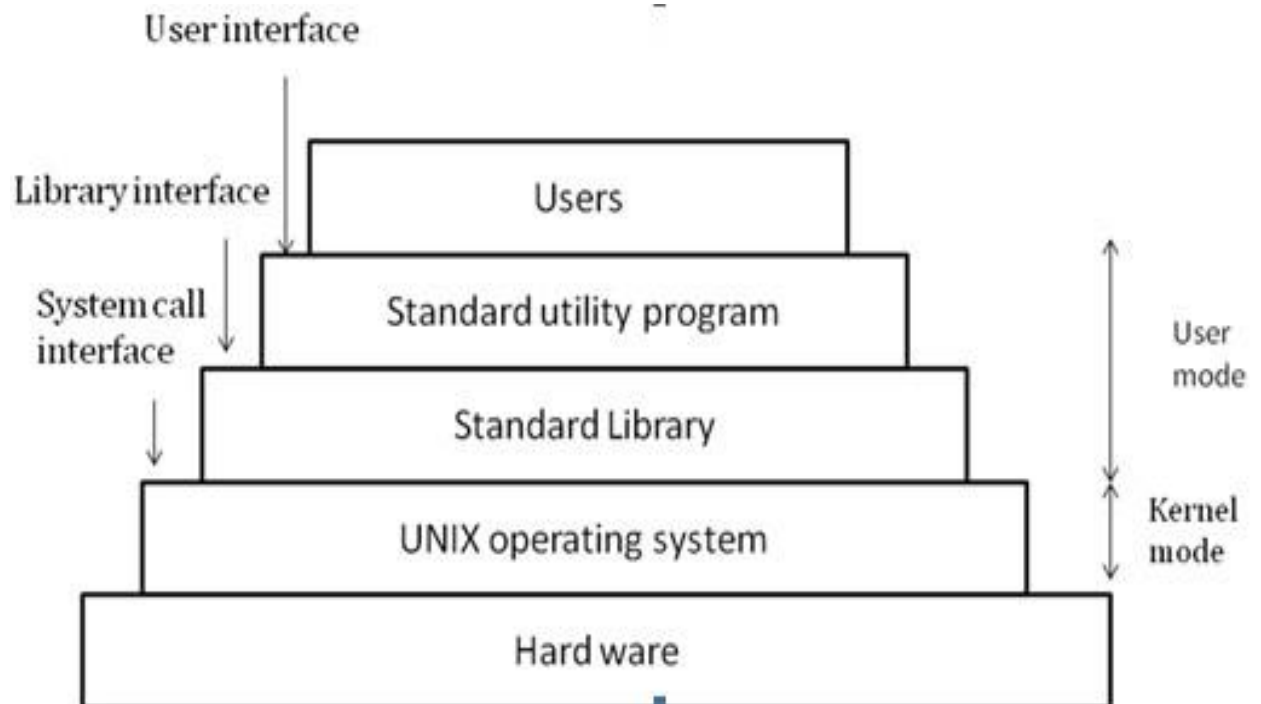 User interface
Users
Library interface
Standard utility program
System call
interface
User
mode
Standard Library
UNIX operating system
Kernel
mode
Hard ware